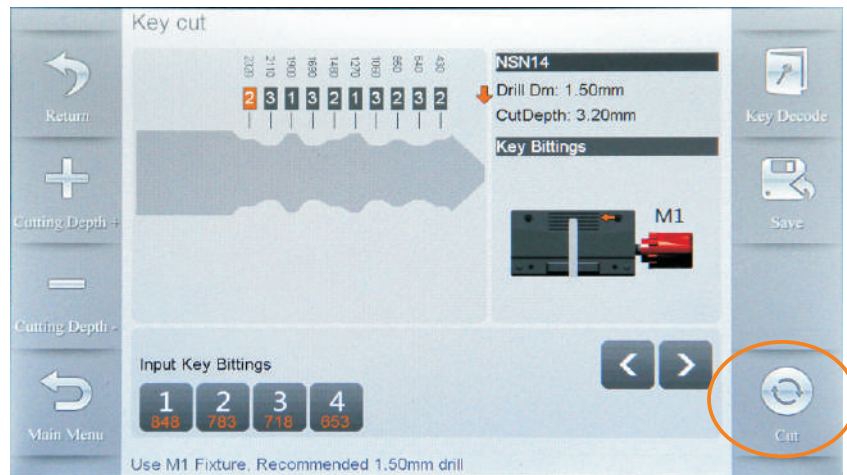 Key cut
Return
Cutting Depth +
Cutting Depth -
Main Menu
2320 2110 1900 1690 1480 1270 1060 850 640 430
2 3 1 3 2 1 3 2 3 2
NSN14
Drill Dm: 1.50mm
CutDepth: 3.20mm
Key Bittings
M1
Input Key Bittings
1 2 3 4
848 783 718 653
< >
Use M1 Fixture, Recommended 1.50mm drill
Key Decode
Save
Cut